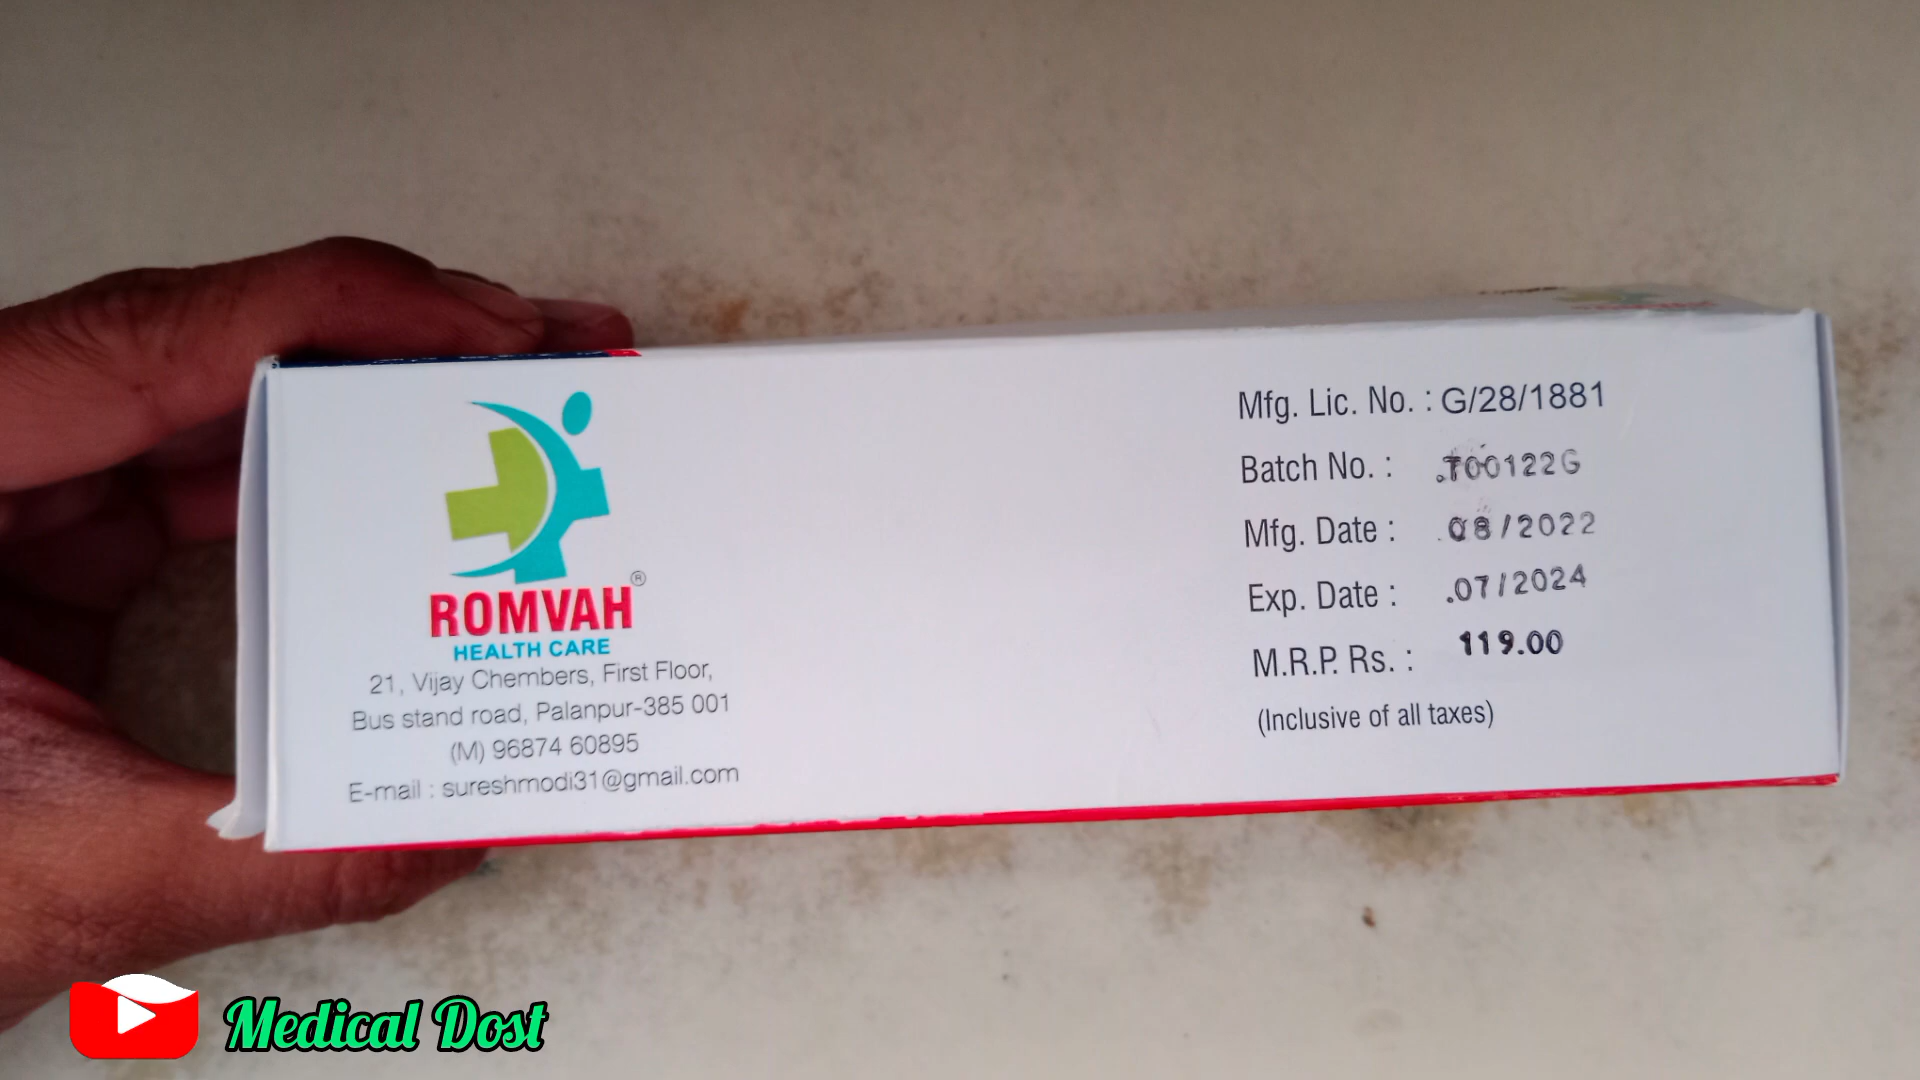 ROMVAH®
HEALTH CARE
21, Vijay Chembers, First Floor,
Bus stand road, Palanpur-385 001
(M) 96874 60895
E-mail : sureshmodi31@gmail.com
Mfg. Lic. No. : G/28/1881
Batch No. : .T00122G
Mfg. Date : .08/2022
Exp. Date : .07/2024
M.R.P. Rs. : 119.00
(Inclusive of all taxes)
Medical Dost